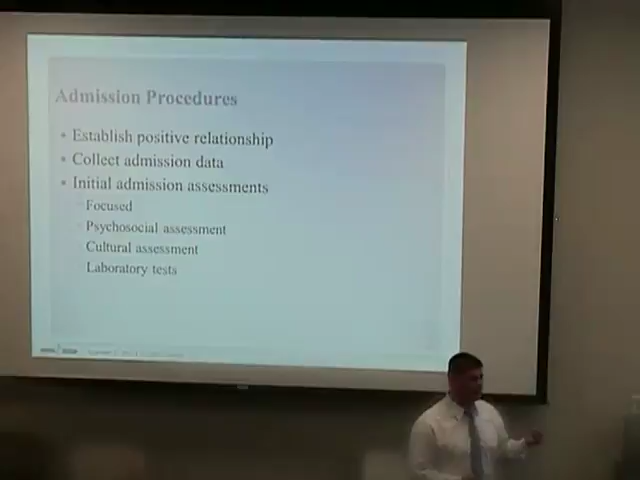 Admission Procedures
Establish positive relationship
Collect admission data
Initial admission assessments
Focused
Psychosocial assessment
Cultural assessment
Laboratory tests